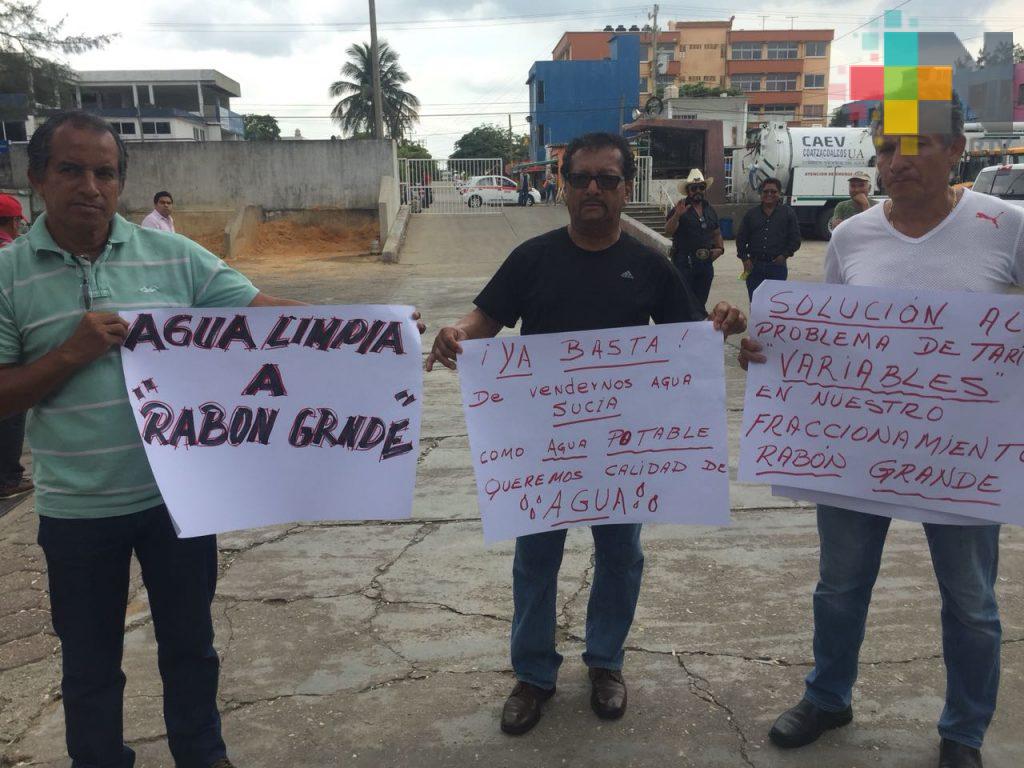 AGUA LIMPIA
A
"RABON GRNDE"
¡YA BASTA!
De vendernos AGUA
SUCIA
COMO AGUA POTABLE
QUEREMOS CALIDAD DE
AGUA
SOLUCIÓN AL
PROBLEMA DE TARI
"VARIABLES"
EN NUESTRO
FRACCIONAMIENTO
RABÓN GRANDE
CAEV
COATZACOALCOS